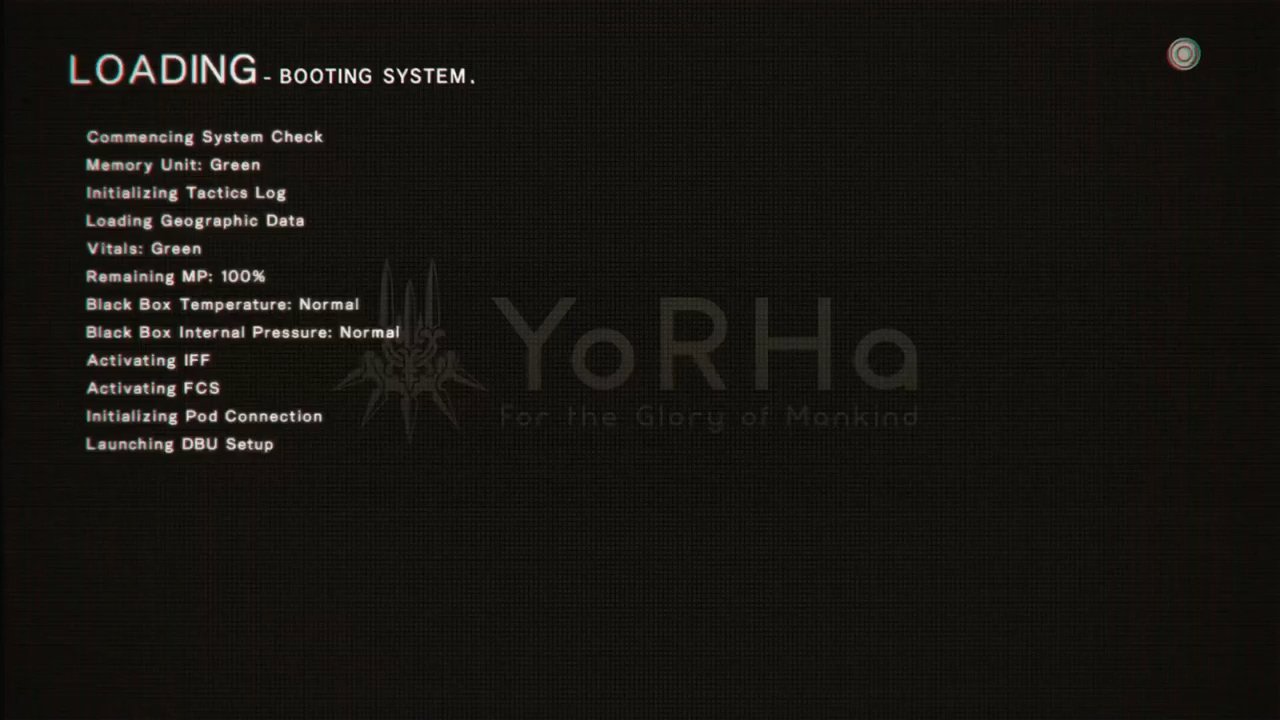 LOADING - BOOTING SYSTEM.
Commencing System Check
Memory Unit: Green
Initializing Tactics Log
Loading Geographic Data
Vitals: Green
Remaining MP: 100%
Black Box Temperature: Normal
Black Box Internal Pressure: Normal
Activating IFF
Activating FCS
Initializing Pod Connection
Launching DBU Setup
YoRHa
For the Glory of Mankind